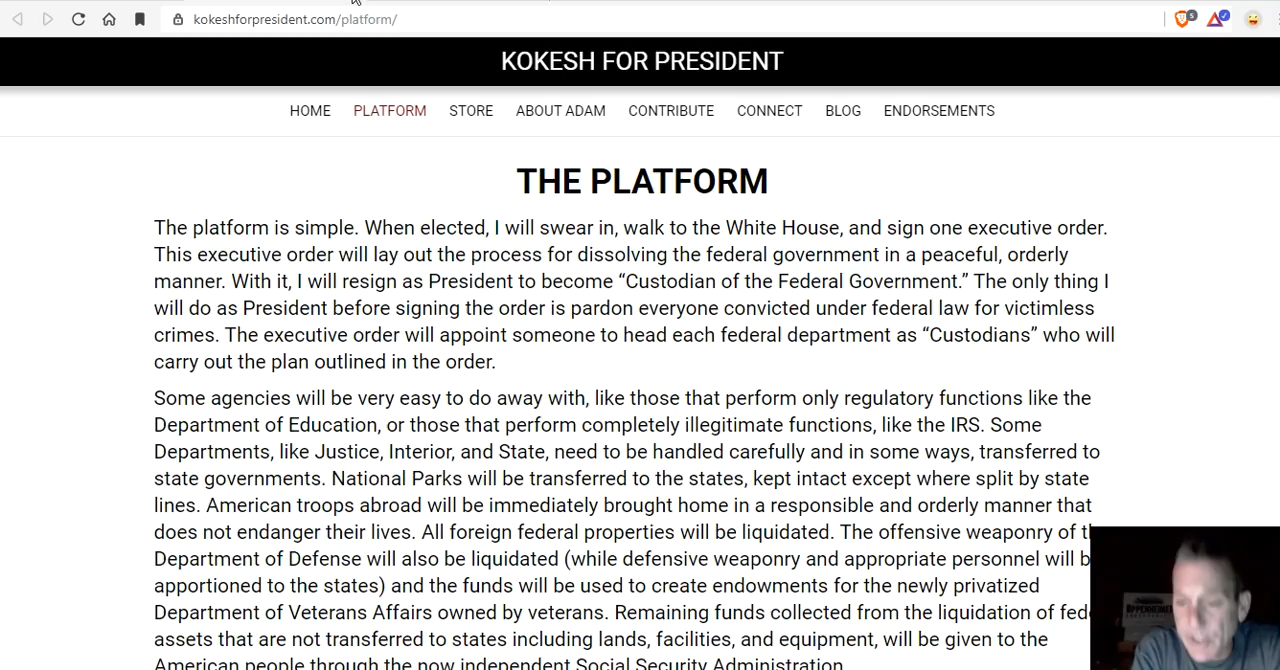 kokeshforpresident.com/platform/
5
KOKESH FOR PRESIDENT
HOME PLATFORM STORE ABOUT ADAM CONTRIBUTE CONNECT BLOG ENDORSEMENTS
THE PLATFORM
The platform is simple. When elected, I will swear in, walk to the White House, and sign one executive order.
This executive order will lay out the process for dissolving the federal government in a peaceful, orderly
manner. With it, I will resign as President to become “Custodian of the Federal Government.” The only thing I
will do as President before signing the order is pardon everyone convicted under federal law for victimless
crimes. The executive order will appoint someone to head each federal department as “Custodians” who will
carry out the plan outlined in the order.
Some agencies will be very easy to do away with, like those that perform only regulatory functions like the
Department of Education, or those that perform completely illegitimate functions, like the IRS. Some
Departments, like Justice, Interior, and State, need to be handled carefully and in some ways, transferred to
state governments. National Parks will be transferred to the states, kept intact except where split by state
lines. American troops abroad will be immediately brought home in a responsible and orderly manner that
does not endanger their lives. All foreign federal properties will be liquidated. The offensive weaponry of
Department of Defense will also be liquidated (while defensive weaponry and appropriate personnel will
apportioned to the states) and the funds will be used to create endowments for the newly privatized
Department of Veterans Affairs owned by veterans. Remaining funds collected from the liquidation of
assets that are not transferred to states including lands, facilities, and equipment, will be given to the
American people through the now independent Social Security Administration.